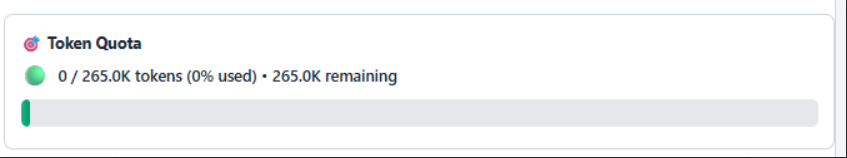 Token Quota
0 / 265.0K tokens (0% used) • 265.0K remaining